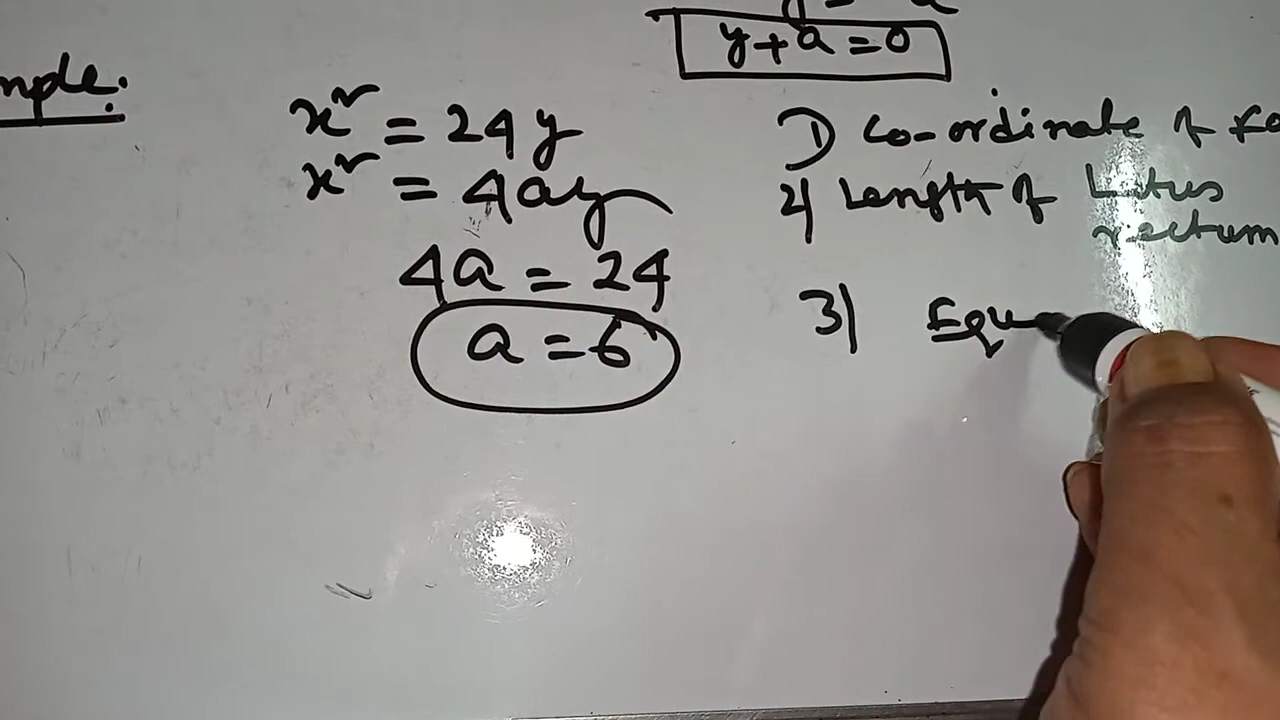 y+a=0
mple:
x² = 24y
x² = 4ay
4a = 24
a = 6
1) Co-ordinate of Fo
2) Length of Latus
rectum
3) Equ